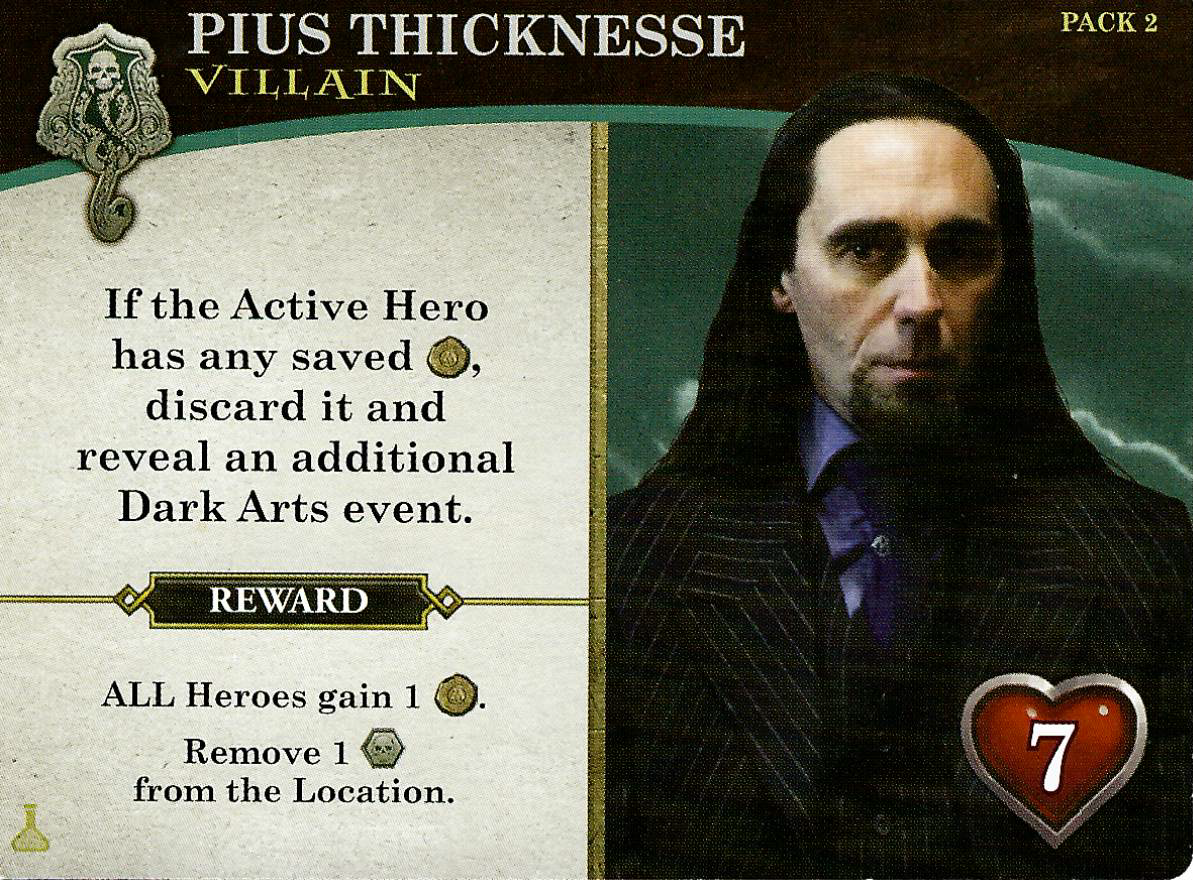 PIUS THICKNESSE
VILLAIN
PACK 2
If the Active Hero
has any saved ,
discard it and
reveal an additional
Dark Arts event.
REWARD
ALL Heroes gain 1 .
Remove 1
from the Location.
7